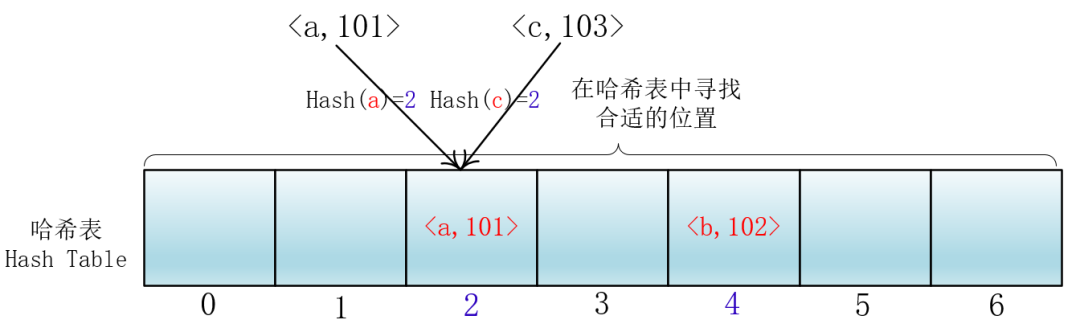 <a,101>
<c,103>
Hash(a)=2
Hash(c)=2
在哈希表中寻找
合适的位置
哈希表
Hash Table
<a,101>
<b,102>
0
1
2
3
4
5
6